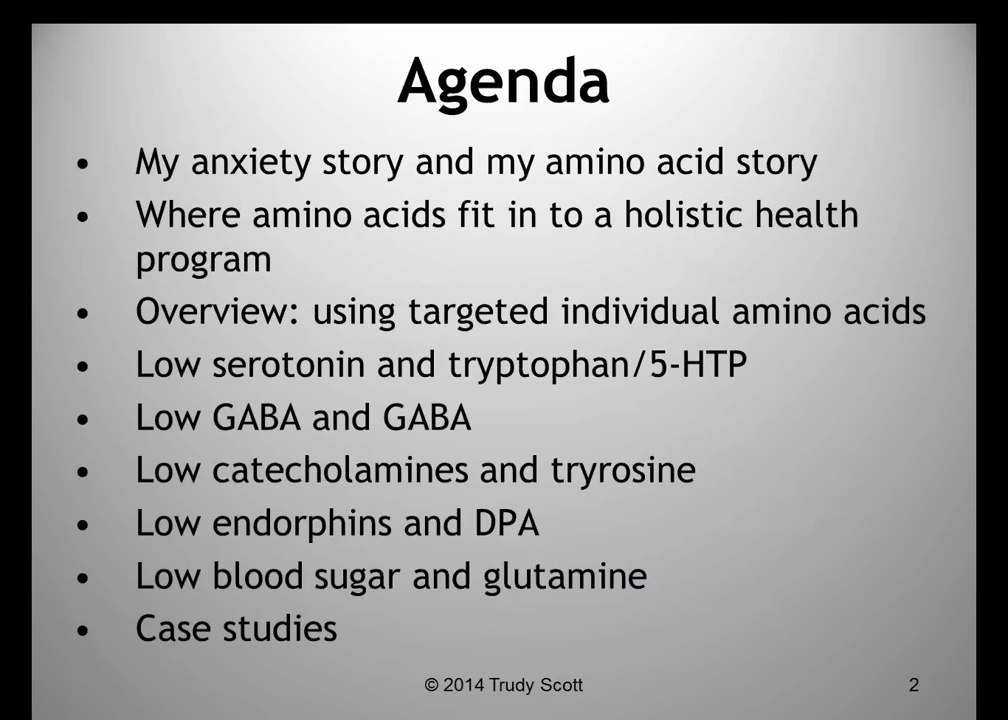 Agenda
• My anxiety story and my amino acid story
• Where amino acids fit in to a holistic health
program
• Overview: using targeted individual amino acids
• Low serotonin and tryptophan/5-HTP
• Low GABA and GABA
• Low catecholamines and tryrosine
• Low endorphins and DPA
• Low blood sugar and glutamine
• Case studies
© 2014 Trudy Scott
2